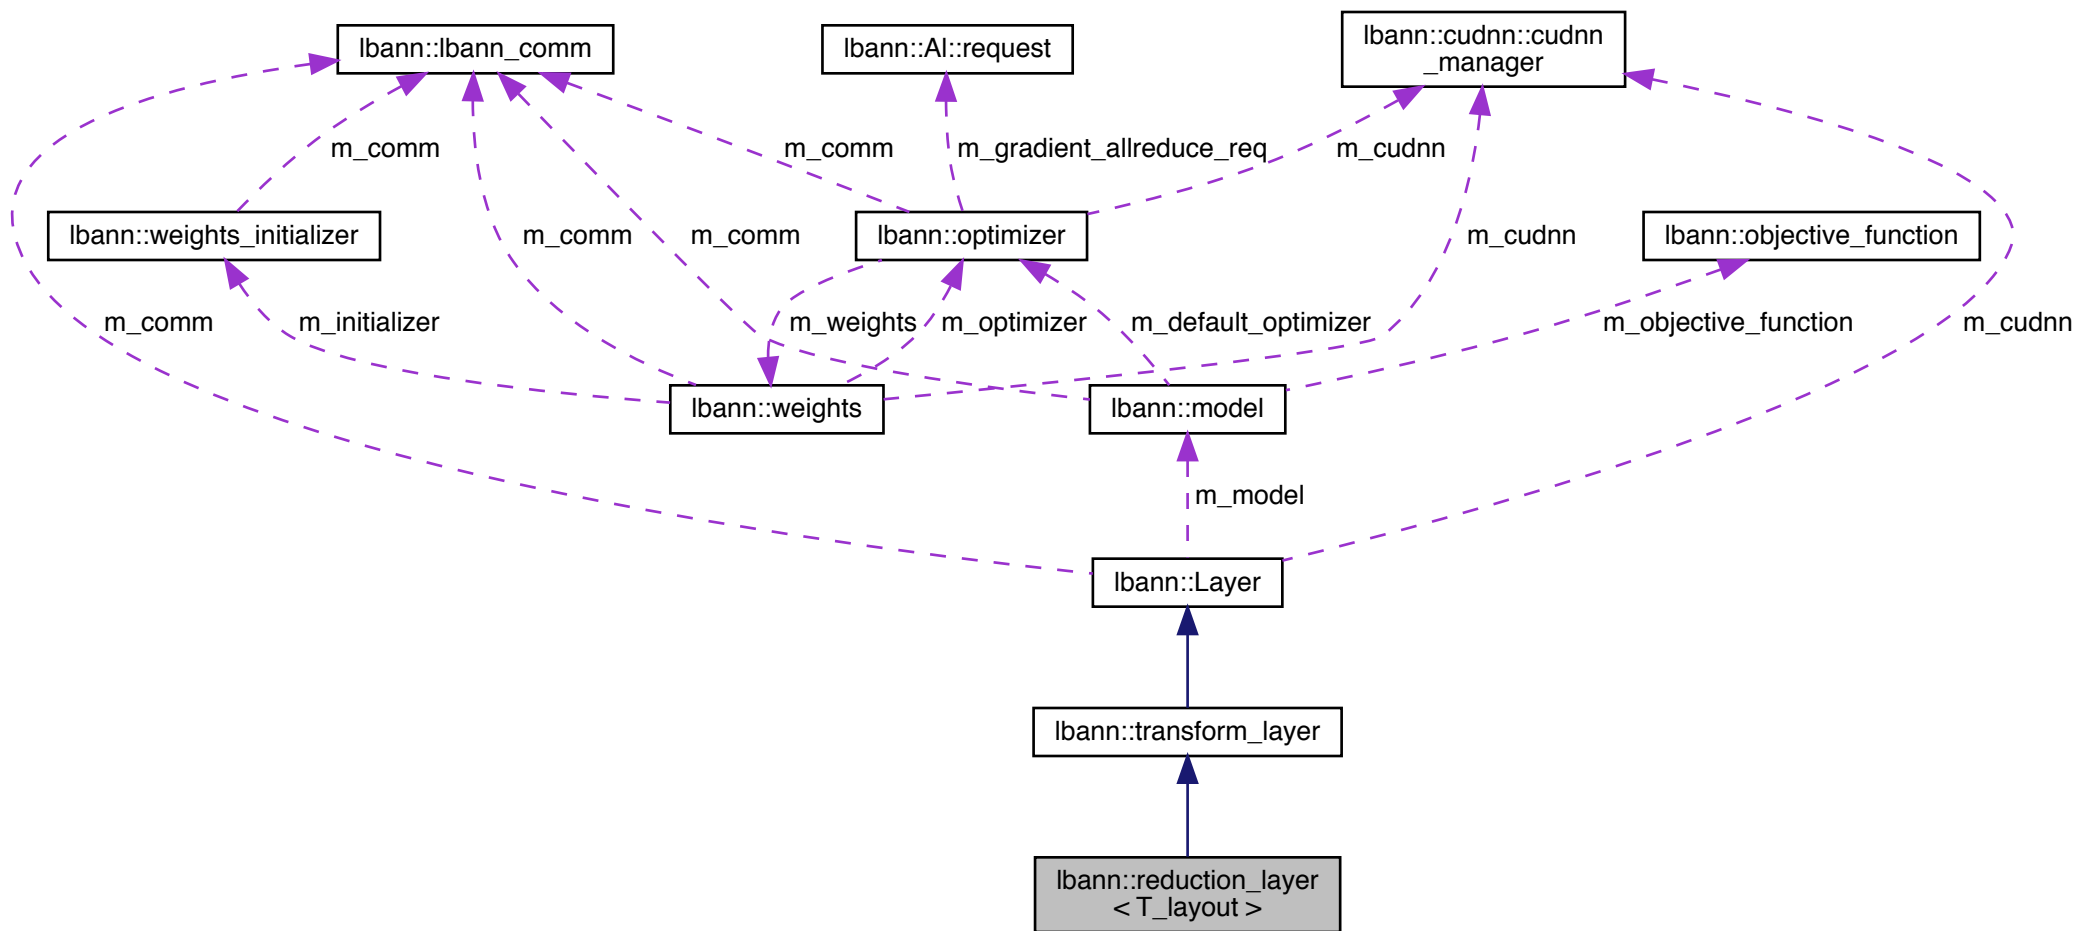 lbann::lbann_comm
lbann::Al::request
lbann::cudnn::cudnn
_manager
m_comm
m_comm
m_gradient_allreduce_req
m_cudnn
lbann::weights_initializer
m_comm
m_comm
lbann::optimizer
m_cudnn
lbann::objective_function
m_comm
m_initializer
m_weights
m_optimizer
m_default_optimizer
m_objective_function
m_cudnn
lbann::weights
lbann::model
m_model
lbann::Layer
lbann::transform_layer
lbann::reduction_layer
< T_layout >